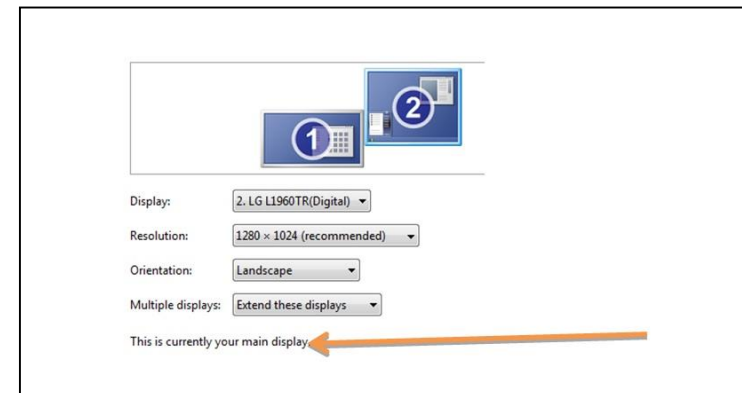 1
2
Display: 2. LG L1960TR(Digital)
Resolution: 1280 × 1024 (recommended)
Orientation: Landscape
Multiple displays: Extend these displays
This is currently your main display.